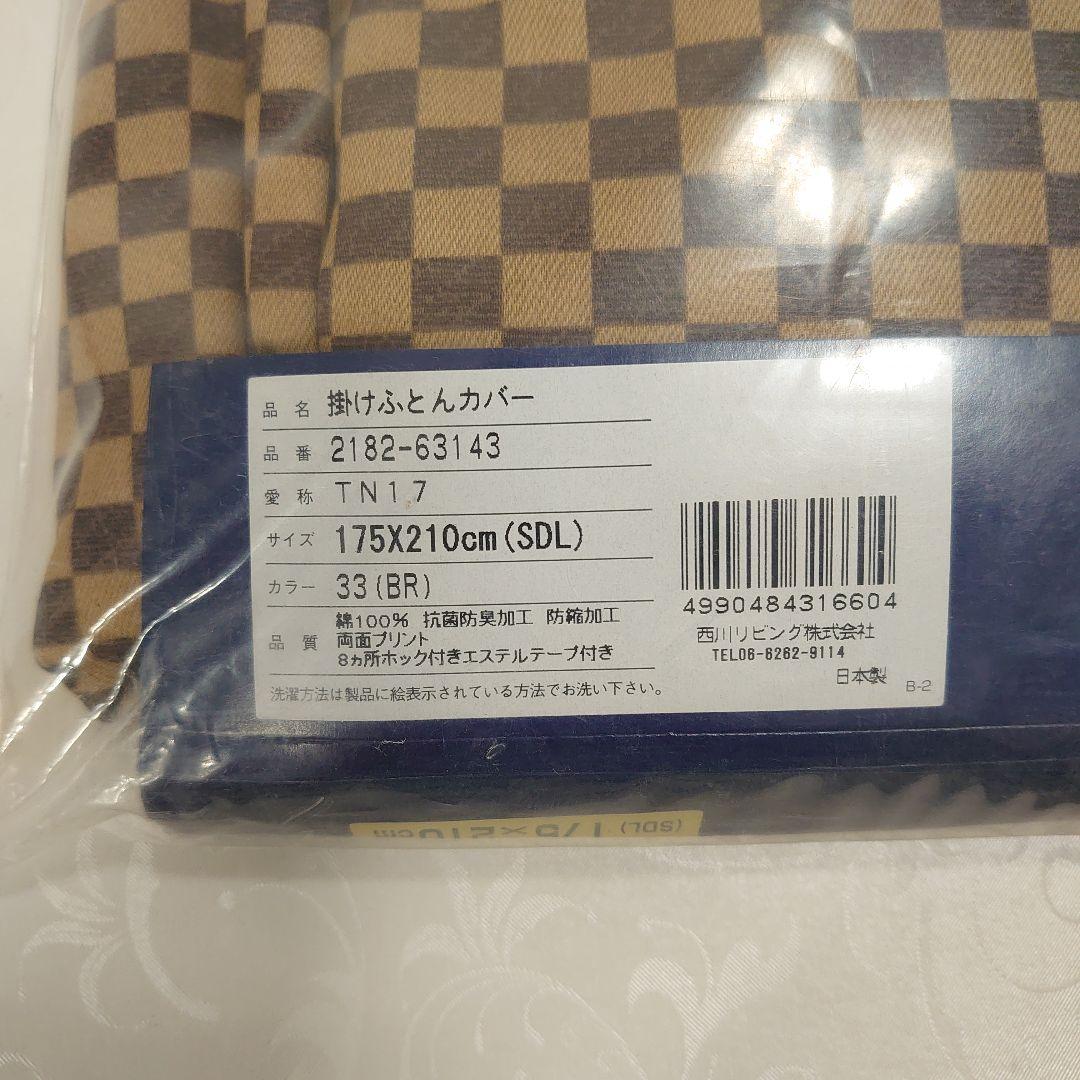 品名 掛けふとんカバー
品番 2182-63143
愛称 TN17
サイズ 175X210cm(SDL)
カラー 33(BR)
品質 綿100% 抗菌防臭加工 防縮加工
両面プリント
8ヵ所ホック付きエステルテープ付き
洗濯方法は製品に絵表示されている方法でお洗い下さい。
4990484316604
西川リビング株式会社
TEL06-6262-9114
日本製
B-2
(SDL) 175×210cm